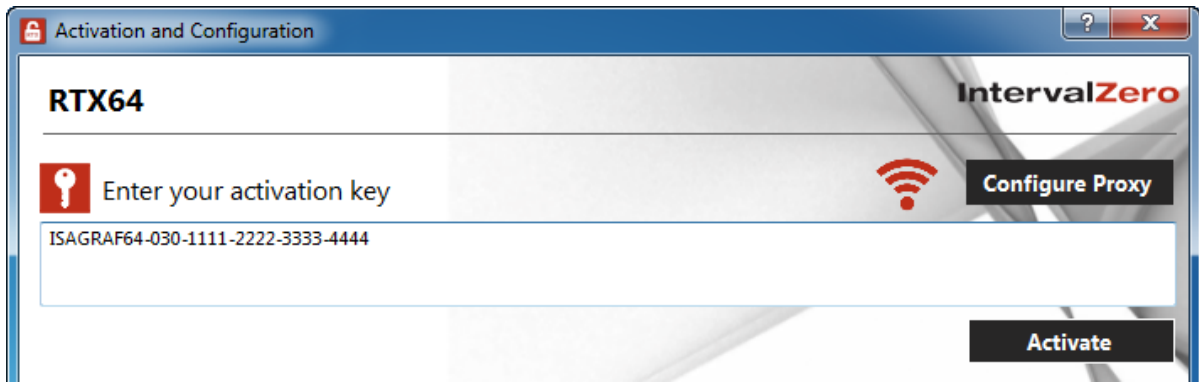 Activation and Configuration
RTX64
IntervalZero
Enter your activation key
Configure Proxy
ISAGRAF64-030-1111-2222-3333-4444
Activate